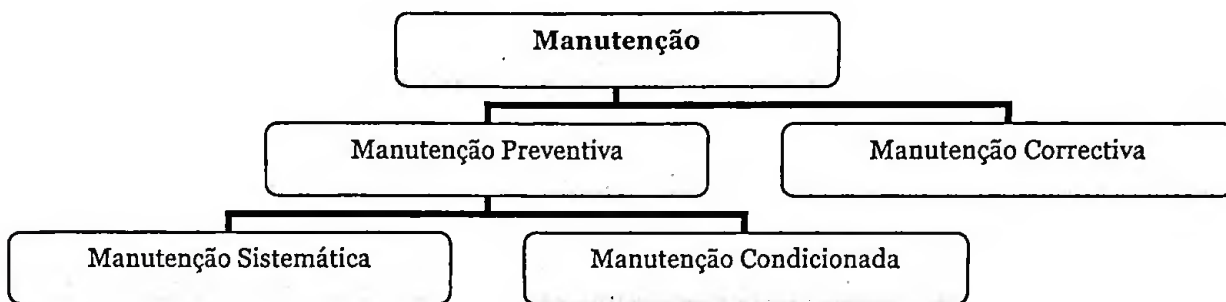 Manutenção
Manutenção Preventiva
Manutenção Correctiva
Manutenção Sistemática
Manutenção Condicionada